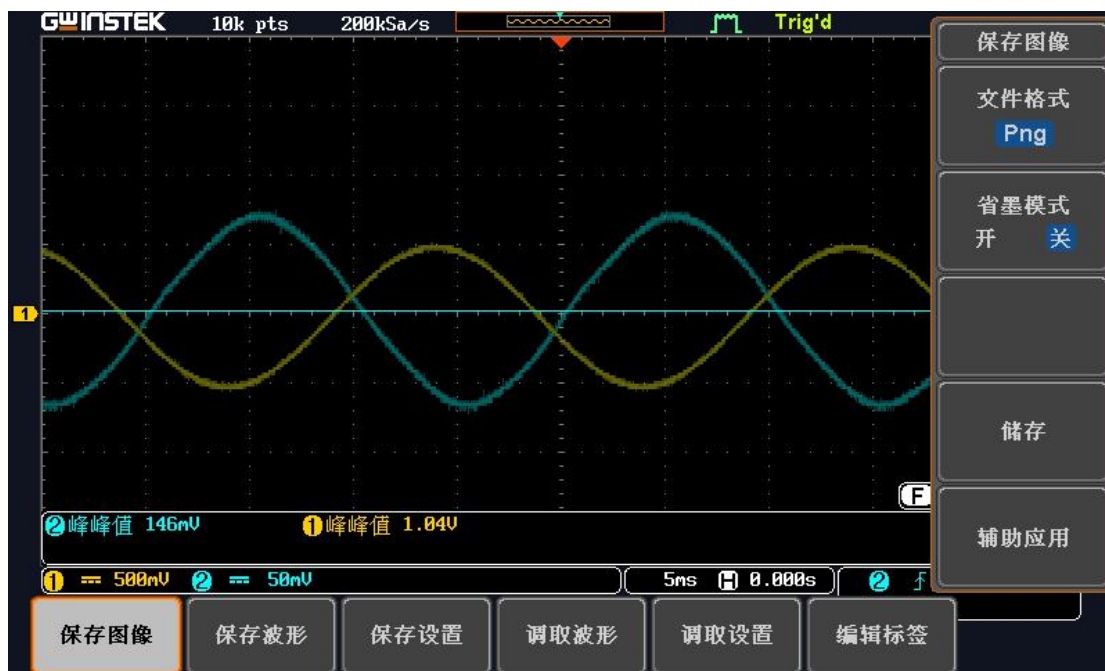 GWINSTEK 10k pts 200kSa/s Trig'd
保存图像
文件格式
Png
省墨模式
开 关
1
储存
F
辅助应用
2峰峰值 146mV 1峰峰值 1.04V
1 500mV 2 50mV 5ms H 0.000s 2
保存图像 保存波形 保存设置 调取波形 调取设置 编辑标签